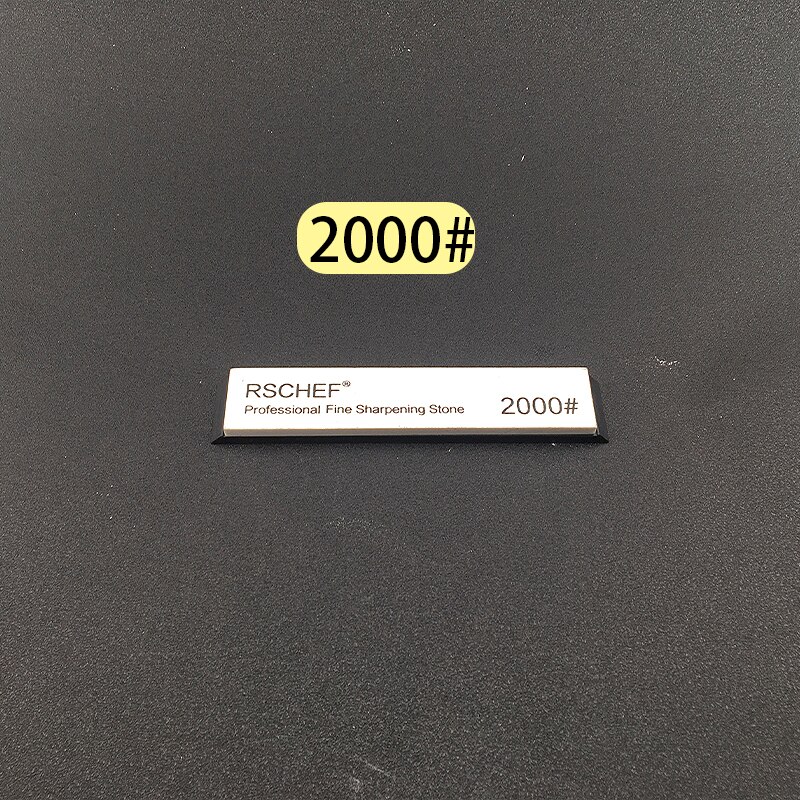 2000#
RSCHEF®
Professional Fine Sharpening Stone 2000#